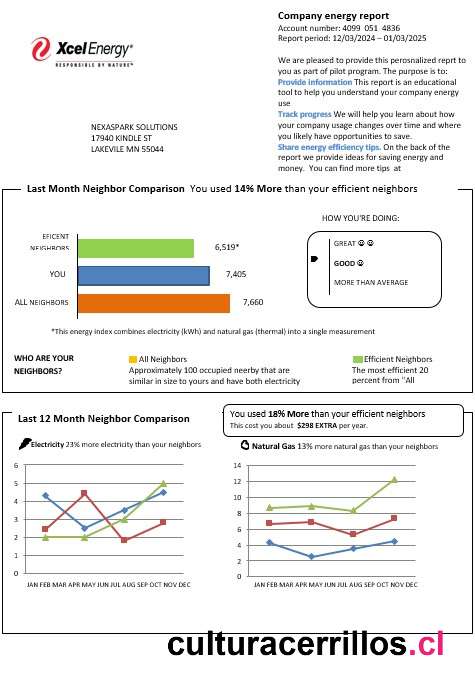 XcelEnergy®
RESPONSIBLE BY NATURE™
NEXASPARK SOLUTIONS
17940 KINDLE ST
LAKEVILE MN 55044
Company energy report
Account number: 4099 051 4836
Report period: 12/03/2024 – 01/03/2025
We are pleased to provide this perosnalized reprt to
you as part of pilot program. The purpose is to:
Provide information This report is an educational
tool to help you understand your company energy
use
Track progress We will help you learn about how
your company usage changes over time and where
you likely have opportunities to save.
Share energy efficiency tips. On the back of the
report we provide ideas for saving energy and
money. You can find more tips at
Last Month Neighbor Comparison You used 14% More than your efficient neighbors
EFICENT
NEIGHBORS
6,519*
YOU
7,405
ALL NEIGHBORS
7,660
HOW YOU'RE DOING:
GREAT ☺ ☺
GOOD ☺
MORE THAN AVERAGE
*This energy index combines electricity (kWh) and natural gas (thermal) into a single measurement
WHO ARE YOUR
NEIGHBORS?
All Neighbors
Approximately 100 occupied neerby that are
similar in size to yours and have both electricity
Efficient Neighbors
The most efficient 20
percent from "All
Last 12 Month Neighbor Comparison
You used 18% More than your efficient neighbors
This cost you about $298 EXTRA per year.
Electricity 23% more electricity than your neighbors
6
5
4
3
2
1
0
JAN FEB MAR APR MAY JUN JUL AUG SEP OCT NOV DEC
Natural Gas 13% more natural gas than your neighbors
14
12
10
8
6
4
2
0
JAN FEB MAR APR MAY JUN JUL AUG SEP OCT NOV DEC
culturacerrillos.cl